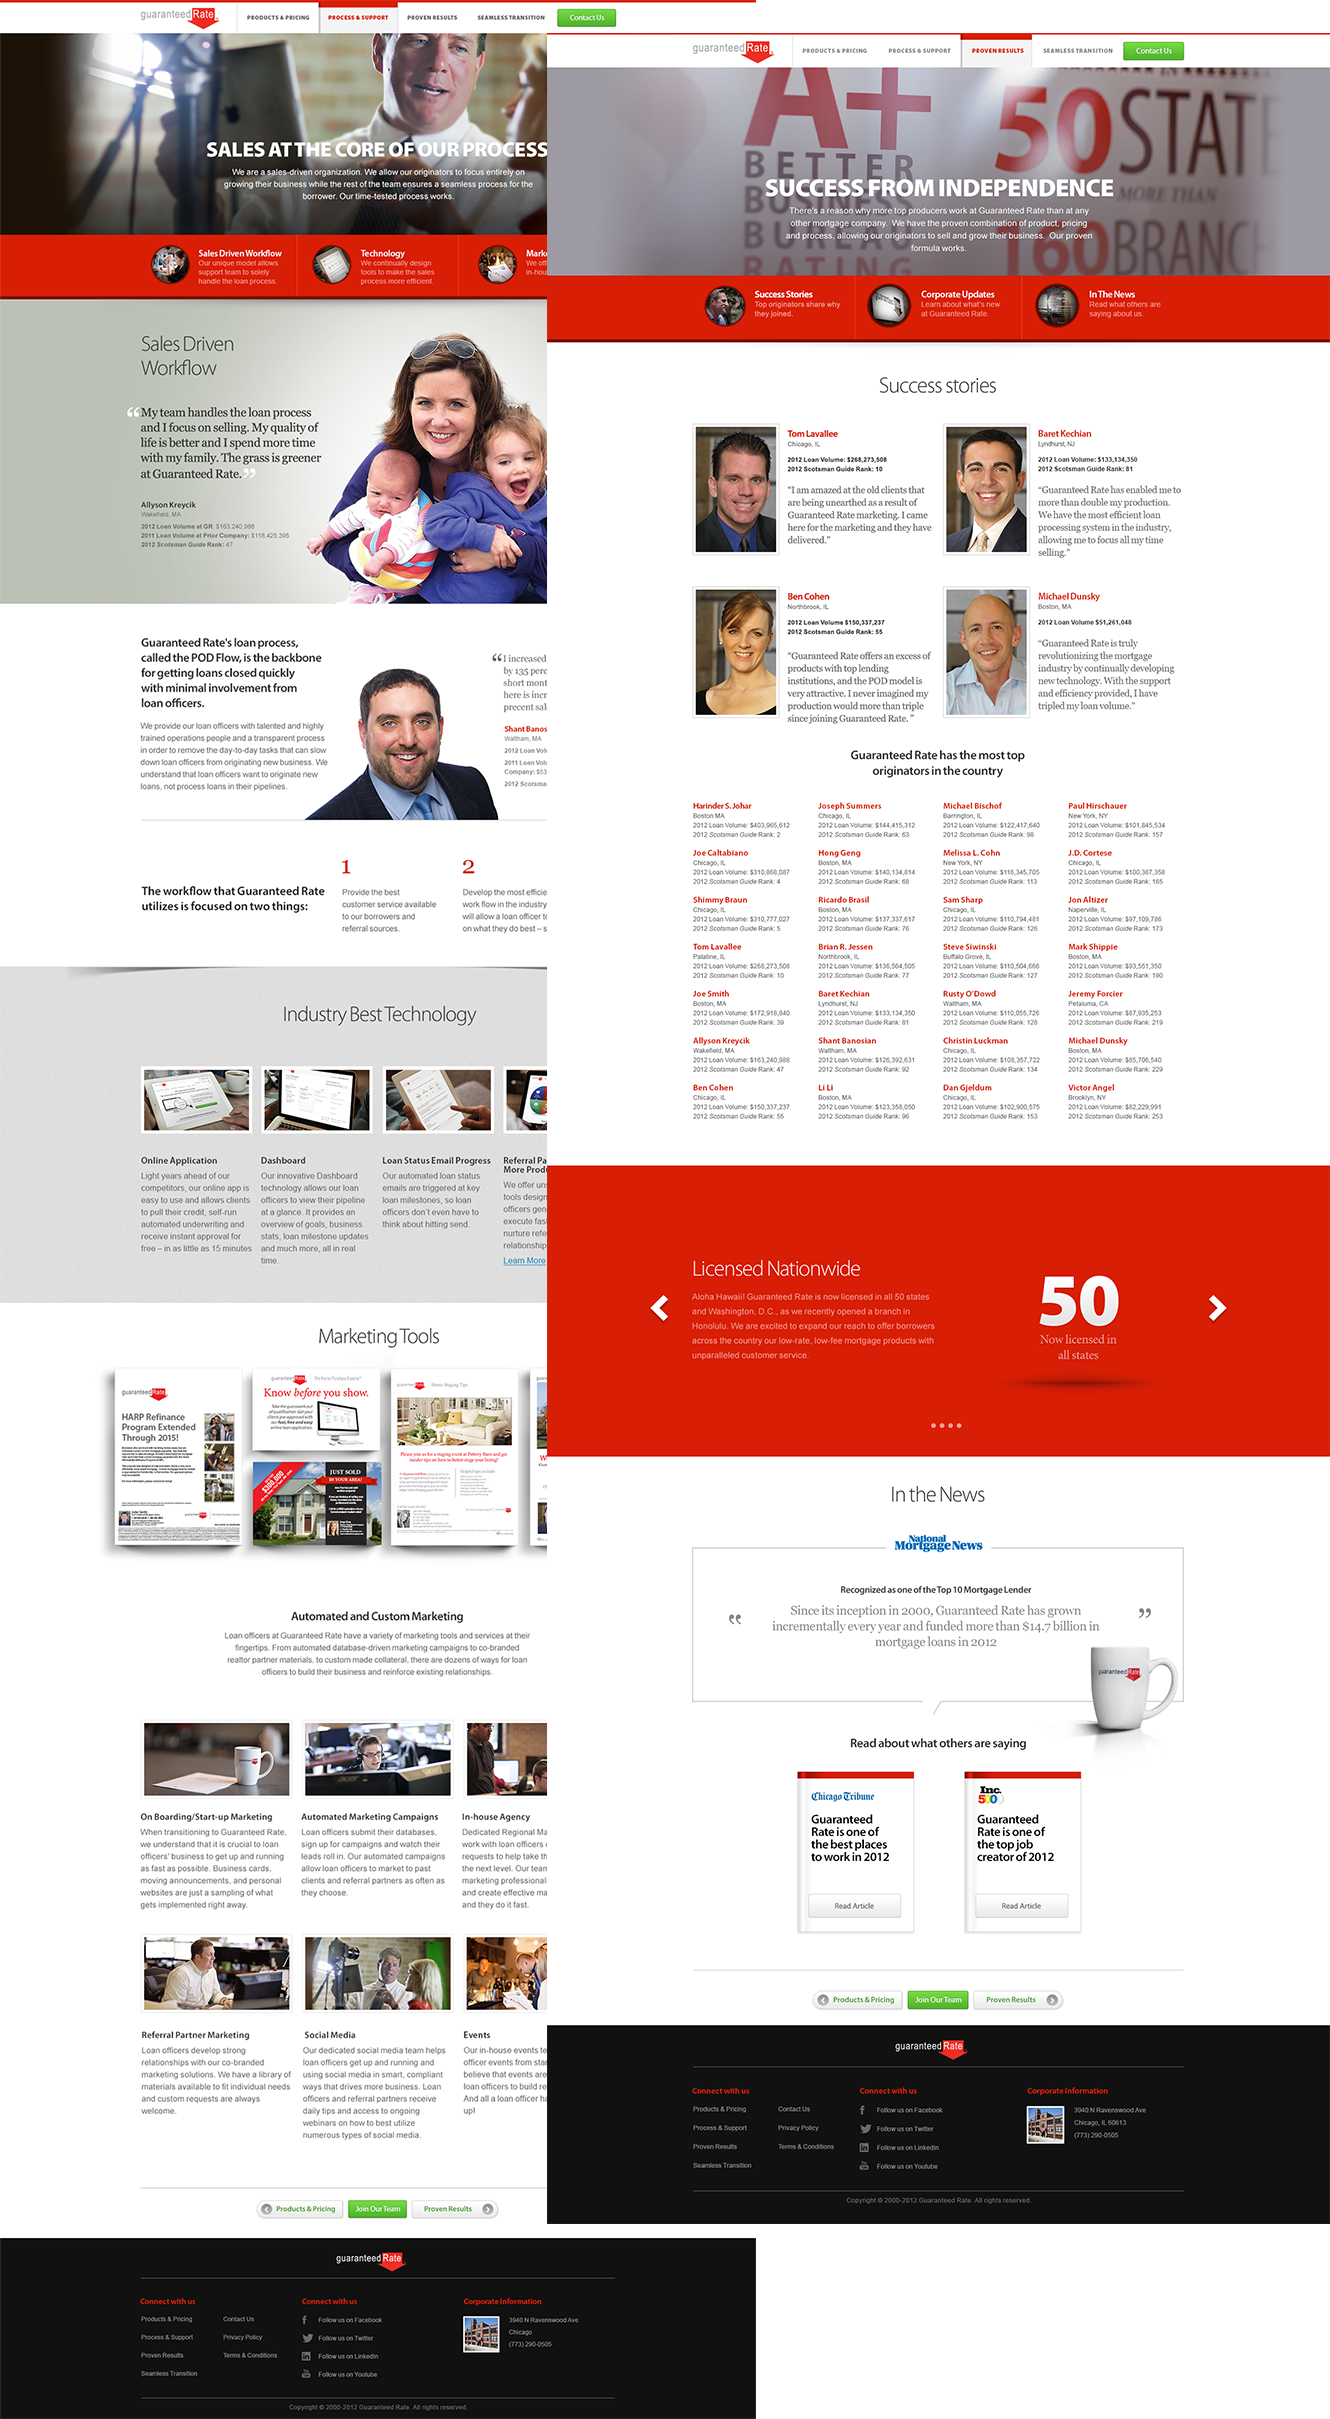 guaranteed Rate
PRODUCTS & PRICING
PROCESS & SUPPORT
PROVEN RESULTS
SEAMLESS TRANSITION
Contact Us
SALES AT THE CORE OF OUR PROCESS
We are a sales-driven organization. We allow our originators to focus entirely on
growing their business while the rest of the team ensures a seamless process for the
borrower. Our time-tested process works.
Sales Driven Workflow
Our unique model allows
support team to solely
handle the loan process.
Technology
We continually design
tools to make the sales
process more efficient.
Mark
We of
in-hou
Sales Driven
Workflow
“My team handles the loan process
and I focus on selling. My quality of
life is better and I spend more time
with my family. The grass is greener
at Guaranteed Rate.”
Allyson Kreycik
Wakefield, MA
2012 Loan Volume at GR: $163,240,988
2011 Loan Volume at Prior Company: $118,425,395
2012 Scotsman Guide Rank: 47
Guaranteed Rate's loan process,
called the POD Flow, is the backbone
for getting loans closed quickly
with minimal involvement from
loan officers.
We provide our loan officers with talented and highly
trained operations people and a transparent process
in order to remove the day-to-day tasks that can slow
down loan officers from originating new business. We
understand that loan officers want to originate new
loans, not process loans in their pipelines.
“I increased
by 135 perc
short mont
here is incr
precent sal
Shant Banos
Waltham, MA
2012 Loan Vol
2011 Loan Vol
Company: $53
2012 Scotsma
The workflow that Guaranteed Rate
utilizes is focused on two things:
1
Provide the best
customer service available
to our borrowers and
referral sources.
2
Develop the most efficie
work flow in the industry
will allow a loan officer to
on what they do best – s
Industry Best Technology
Online Application
Light years ahead of our
competitors, our online app is
easy to use and allows clients
to pull their credit, self-run
automated underwriting and
receive instant approval for
free – in as little as 15 minutes
Dashboard
Our innovative Dashboard
technology allows our loan
officers to view their pipeline
at a glance. It provides an
overview of goals, business
stats, loan milestone updates
and much more, all in real
time.
Loan Status Email Progress
Our automated loan status
emails are triggered at key
loan milestones, so loan
officers don't even have to
think about hitting send.
Referral Pa
More Produ
We offer uns
tools design
officers gen
execute fas
nurture refe
relationship
Learn More
Marketing Tools
guaranteed Rate
HARP Refinance
Program Extended
Through 2015!
guaranteed Rate
Know before you show.
Take the guesswork out
of qualification. Get your
clients pre-approved with
our fast, free and easy
online loan application.
$300,000
JUST SOLD
IN YOUR AREA!
Home Staging Tips
Please join us for a staging event at Pottery Barn and get
insider tips on how to better stage your listing!
Automated and Custom Marketing
Loan officers at Guaranteed Rate have a variety of marketing tools and services at their
fingertips. From automated database-driven marketing campaigns to co-branded
realtor partner materials, to custom made collateral, there are dozens of ways for loan
officers to build their business and reinforce existing relationships.
On Boarding/Start-up Marketing
When transitioning to Guaranteed Rate,
we understand that it is crucial to loan
officers' business to get up and running
as fast as possible. Business cards,
moving announcements, and personal
websites are just a sampling of what
gets implemented right away.
Automated Marketing Campaigns
Loan officers submit their databases,
sign up for campaigns and watch their
leads roll in. Our automated campaigns
allow loan officers to market to past
clients and referral partners as often as
they choose.
In-house Agency
Dedicated Regional Ma
work with loan officers
requests to help take th
the next level. Our team
marketing professional
and create effective ma
and they do it fast.
Referral Partner Marketing
Loan officers develop strong
relationships with our co-branded
marketing solutions. We have a library of
materials available to fit individual needs
and custom requests are always
welcome.
Social Media
Our dedicated social media team helps
loan officers get up and running and
using social media in smart, compliant
ways that drives more business. Loan
officers and referral partners receive
daily tips and access to ongoing
webinars on how to best utilize
numerous types of social media.
Events
Our in-house events te
officer events from star
believe that events are
loan officers to build re
And all a loan officer ha
up!
Products & Pricing
Join Our Team
Proven Results
guaranteed Rate
Connect with us
Products & Pricing
Process & Support
Proven Results
Seamless Transition
Contact Us
Privacy Policy
Terms & Conditions
Connect with us
Follow us on Facebook
Follow us on Twitter
Follow us on LinkedIn
Follow us on Youtube
Corporate Information
3940 N Ravenswood Ave
Chicago
(773) 290-0505
Copyright © 2000-2012 Guaranteed Rate. All rights reserved.
guaranteed Rate
PRODUCTS & PRICING
PROCESS & SUPPORT
PROVEN RESULTS
SEAMLESS TRANSITION
Contact Us
A+
BETTER
BUSINESS
RATING
50 STATE
MORE THAN
160 BRAN
SUCCESS FROM INDEPENDENCE
There's a reason why more top producers work at Guaranteed Rate than at any
other mortgage company. We have the proven combination of product, pricing
and process, allowing our originators to sell and grow their business. Our proven
formula works.
Success Stories
Top originators share why
they joined.
Corporate Updates
Learn about what's new
at Guaranteed Rate.
In The News
Read what others are
saying about us.
Success stories
Tom Lavallee
Chicago, IL
2012 Loan Volume: $268,273,508
2012 Scotsman Guide Rank: 10
“I am amazed at the old clients that
are being unearthed as a result of
Guaranteed Rate marketing. I came
here for the marketing and they have
delivered.”
Baret Kechian
Lyndhurst, NJ
2012 Loan Volume: $133,134,350
2012 Scotsman Guide Rank: 81
“Guaranteed Rate has enabled me to
more than double my production.
We have the most efficient loan
processing system in the industry,
allowing me to focus all my time
selling.”
Ben Cohen
Northbrook, IL
2012 Loan Volume $150,337,237
2012 Scotsman Guide Rank: 55
“Guaranteed Rate offers an excess of
products with top lending
institutions, and the POD model is
very attractive. I never imagined my
production would more than triple
since joining Guaranteed Rate. ”
Michael Dunsky
Boston, MA
2012 Loan Volume $51,261,048
“Guaranteed Rate is truly
revolutionizing the mortgage
industry by continually developing
new technology. With the support
and efficiency provided, I have
tripled my loan volume.”
Guaranteed Rate has the most top
originators in the country
Harinder S. Johar
Boston MA
2012 Loan Volume: $403,965,612
2012 Scotsman Guide Rank: 2
Joseph Summers
Chicago, IL
2012 Loan Volume: $144,415,312
2012 Scotsman Guide Rank: 63
Michael Bischof
Barrington, IL
2012 Loan Volume: $122,417,640
2012 Scotsman Guide Rank: 98
Paul Hirschauer
New York, NY
2012 Loan Volume: $101,845,534
2012 Scotsman Guide Rank: 157
Joe Caltabiano
Chicago, IL
2012 Loan Volume: $310,868,087
2012 Scotsman Guide Rank: 4
Hong Geng
Boston, MA
2012 Loan Volume: $140,134,814
2012 Scotsman Guide Rank: 68
Melissa L. Cohn
New York, NY
2012 Loan Volume: $116,345,705
2012 Scotsman Guide Rank: 113
J.D. Cortese
Chicago, IL
2012 Loan Volume: $100,387,358
2012 Scotsman Guide Rank: 165
Shimmy Braun
Chicago, IL
2012 Loan Volume: $310,777,027
2012 Scotsman Guide Rank: 5
Ricardo Brasil
Boston, MA
2012 Loan Volume: $137,337,617
2012 Scotsman Guide Rank: 76
Sam Sharp
Chicago, IL
2012 Loan Volume: $110,794,481
2012 Scotsman Guide Rank: 126
Jon Altizer
Naperville, IL
2012 Loan Volume: $97,109,786
2012 Scotsman Guide Rank: 173
Tom Lavallee
Palatine, IL
2012 Loan Volume: $268,273,508
2012 Scotsman Guide Rank: 10
Brian R. Jessen
Northbrook, IL
2012 Loan Volume: $136,564,505
2012 Scotsman Guide Rank: 77
Steve Siwinski
Buffalo Grove, IL
2012 Loan Volume: $110,504,666
2012 Scotsman Guide Rank: 127
Mark Shippie
Boston, MA
2012 Loan Volume: $93,551,350
2012 Scotsman Guide Rank: 190
Joe Smith
Boston, MA
2012 Loan Volume: $172,918,840
2012 Scotsman Guide Rank: 39
Baret Kechian
Lyndhurst, NJ
2012 Loan Volume: $133,134,350
2012 Scotsman Guide Rank: 81
Rusty O'Dowd
Waltham, MA
2012 Loan Volume: $110,055,726
2012 Scotsman Guide Rank: 128
Jeremy Forcier
Petaluma, CA
2012 Loan Volume: $87,935,253
2012 Scotsman Guide Rank: 219
Allyson Kreycik
Wakefield, MA
2012 Loan Volume: $163,240,988
2012 Scotsman Guide Rank: 47
Shant Banosian
Waltham, MA
2012 Loan Volume: $126,392,631
2012 Scotsman Guide Rank: 92
Christin Luckman
Chicago, IL
2012 Loan Volume: $108,357,722
2012 Scotsman Guide Rank: 134
Michael Dunsky
Boston, MA
2012 Loan Volume: $85,706,540
2012 Scotsman Guide Rank: 229
Ben Cohen
Chicago, IL
2012 Loan Volume: $150,337,237
2012 Scotsman Guide Rank: 55
Li Li
Boston, MA
2012 Loan Volume: $123,358,050
2012 Scotsman Guide Rank: 96
Dan Gjeldum
Chicago, IL
2012 Loan Volume: $102,900,575
2012 Scotsman Guide Rank: 153
Victor Angel
Brooklyn, NY
2012 Loan Volume: $82,229,991
2012 Scotsman Guide Rank: 253
Licensed Nationwide
Aloha Hawaii! Guaranteed Rate is now licensed in all 50 states
and Washington, D.C., as we recently opened a branch in
Honolulu. We are excited to expand our reach to offer borrowers
across the country our low-rate, low-fee mortgage products with
unparalleled customer service.
50
Now licensed in
all states
In the News
National
Mortgage News
Recognized as one of the Top 10 Mortgage Lender
“Since its inception in 2000, Guaranteed Rate has grown
incrementally every year and funded more than $14.7 billion in
mortgage loans in 2012”
guaranteed Rate
Read about what others are saying
Chicago Tribune
Guaranteed
Rate is one of
the best places
to work in 2012
Read Article
Inc.
5000
Guaranteed
Rate is one of
the top job
creator of 2012
Read Article
Products & Pricing
Join Our Team
Proven Results
guaranteed Rate
Connect with us
Products & Pricing
Process & Support
Proven Results
Seamless Transition
Contact Us
Privacy Policy
Terms & Conditions
Connect with us
Follow us on Facebook
Follow us on Twitter
Follow us on LinkedIn
Follow us on Youtube
Corporate Information
3940 N Ravenswood Ave
Chicago, IL 60613
(773) 290-0505
Copyright © 2000-2012 Guaranteed Rate. All rights reserved.